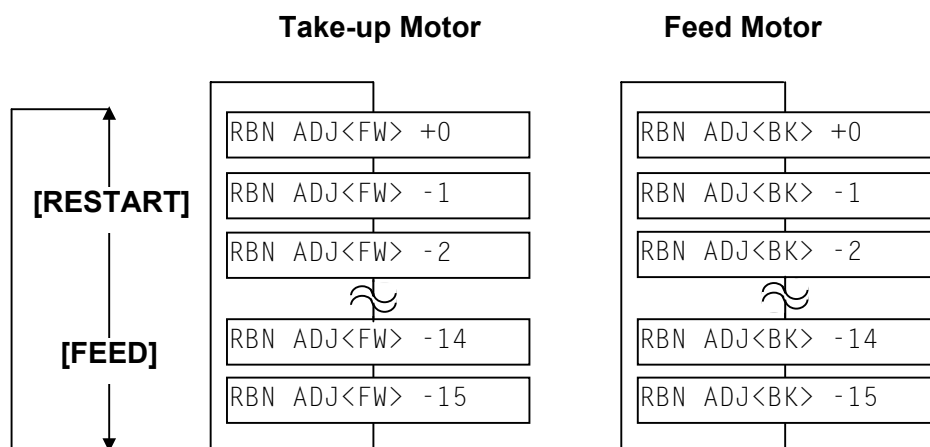 Take-up Motor
Feed Motor
[RESTART]
[FEED]
RBN ADJ<FW> +0
RBN ADJ<FW> -1
RBN ADJ<FW> -2
RBN ADJ<FW> -14
RBN ADJ<FW> -15
RBN ADJ<BK> +0
RBN ADJ<BK> -1
RBN ADJ<BK> -2
RBN ADJ<BK> -14
RBN ADJ<BK> -15